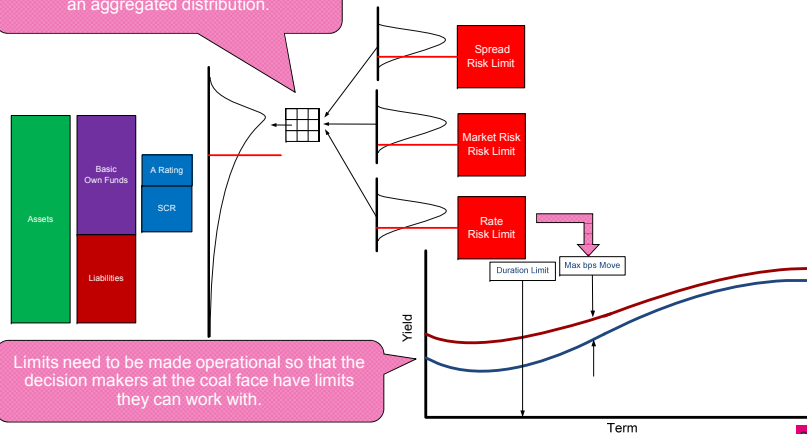 an aggregated distribution.
Spread
Risk Limit
Market Risk
Risk Limit
Rate
Risk Limit
Assets
Basic
Own Funds
Liabilities
A Rating
SCR
Duration Limit
Max bps Move
Yield
Term
Limits need to be made operational so that the
decision makers at the coal face have limits
they can work with.